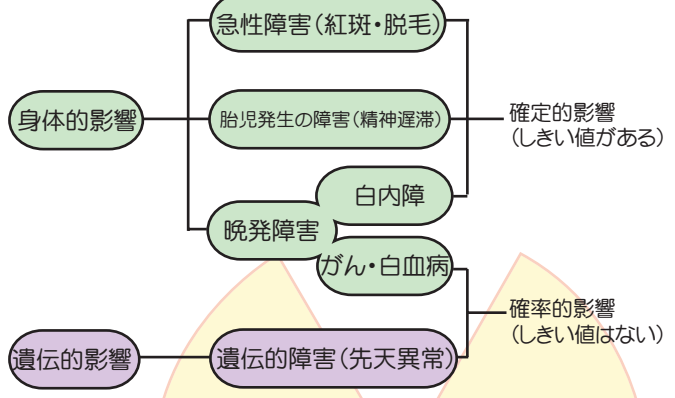 急性障害(紅斑・脱毛)
身体的影響
胎児発生の障害(精神遅滞)
確定的影響
(しきい値がある)
白内障
晩発障害
がん・白血病
確率的影響
(しきい値はない)
遺伝的影響
遺伝的障害(先天異常)